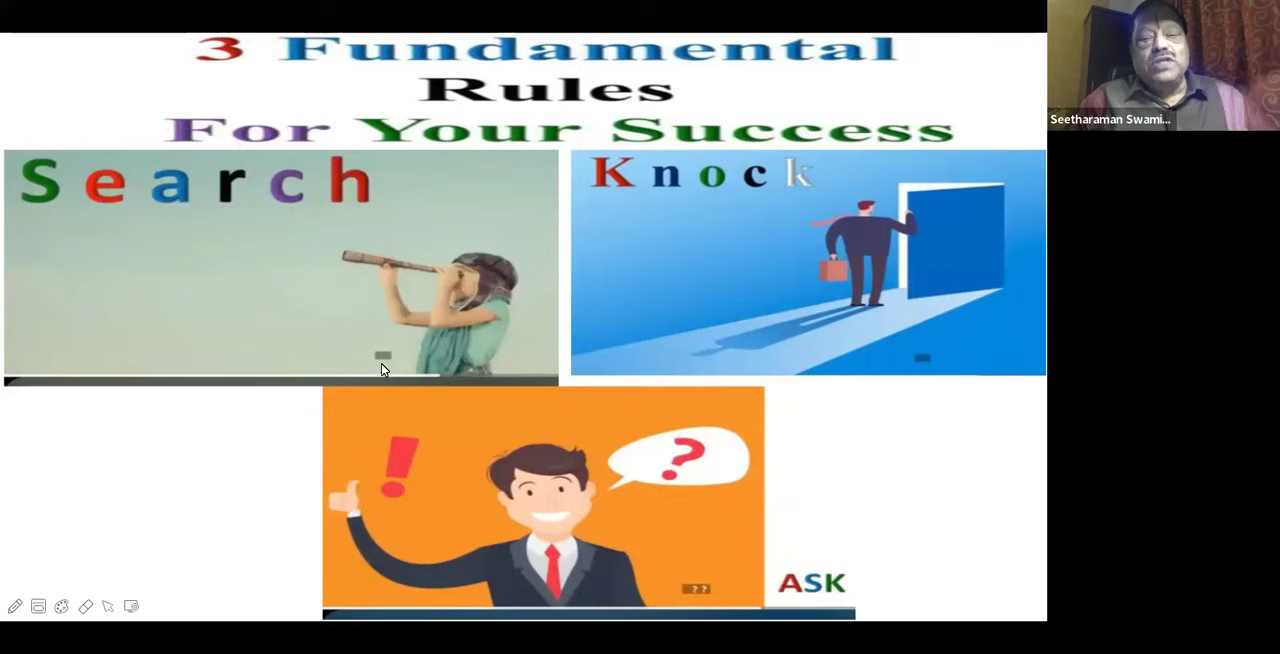 3 Fundamental
Rules
For Your Success
Search
Knock
Seetharaman Swami...
!
?
? ?
ASK